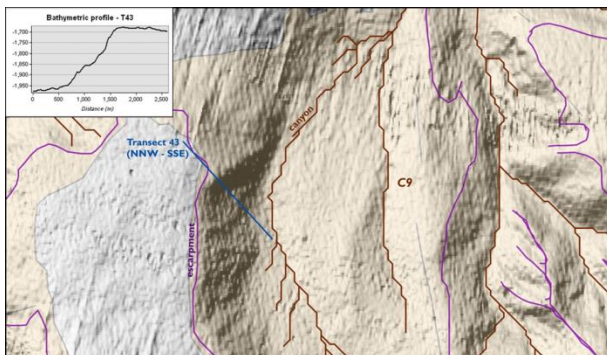 Bathymetric profile - T43
-1,700
-1,750
-1,800
-1,850
-1,900
-1,950
0
500
1,000
1,500
2,000
2,500
Distance (m)
canyon
Transect 43
(NNW - SSE)
C9
escarpment